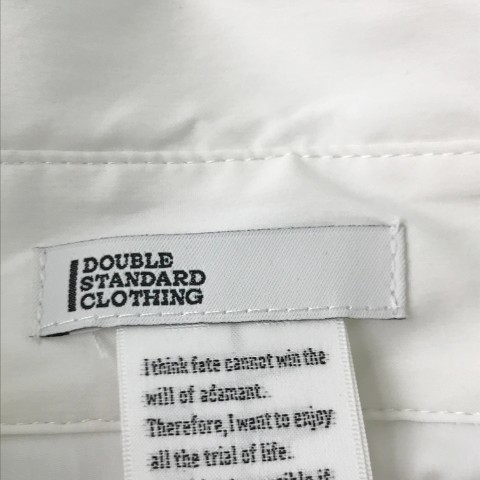 DOUBLE
STANDARD
CLOTHING
I think fate cannot win the
will of adamant.
Therefore, I want to enjoy
all the trial of life.